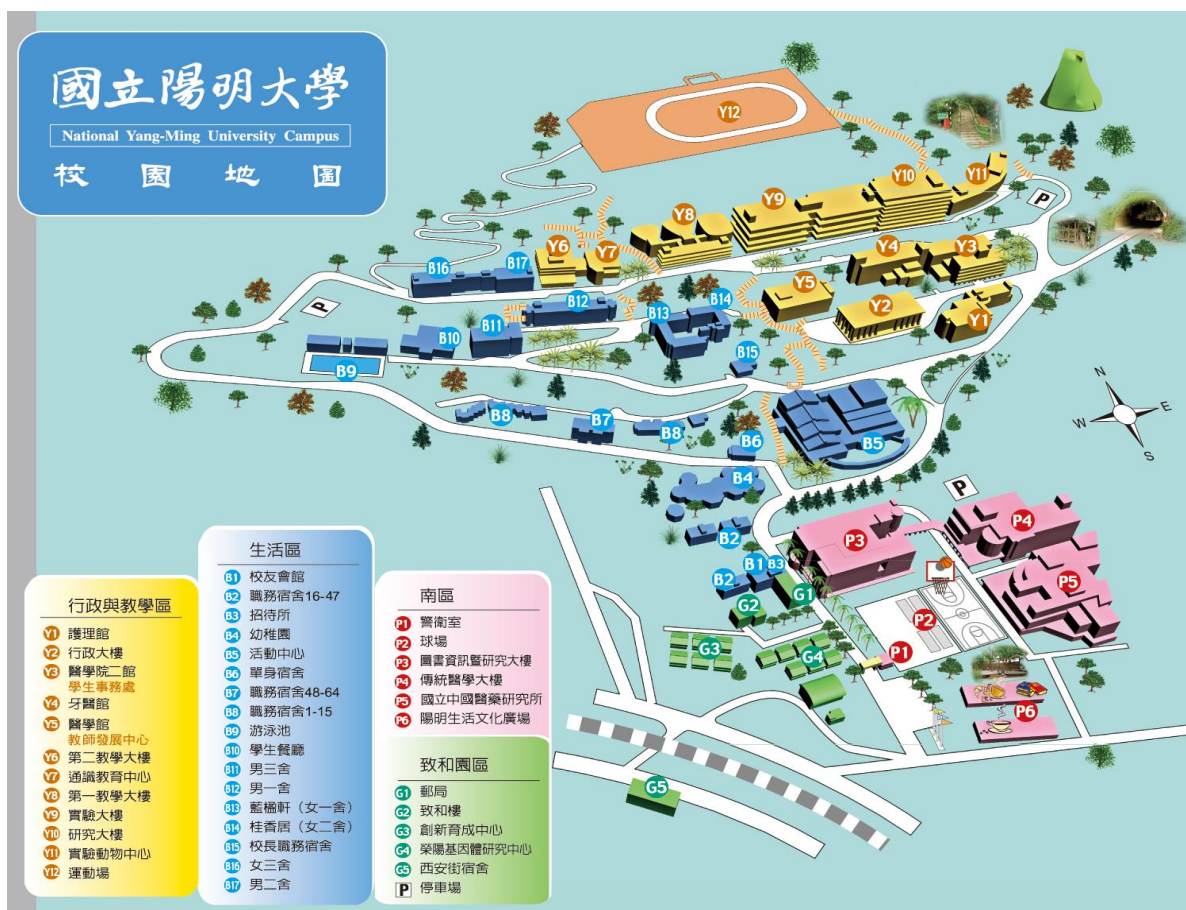 國立陽明大學
National Yang-Ming University Campus
校園地圖
Y12
Y11
Y10
Y9
Y8
P
Y7
Y6
Y4
Y3
B17
B16
Y5
B14
B12
Y2
Y1
P
B13
B11
B10
B15
B9
N
E
W
S
B8
B7
B8
B6
B5
B4
P
P4
B2
P3
B1
B3
P5
B2
G1
G2
P2
G3
G4
P1
P6
G5
行政與教學區
Y1 護理館
Y2 行政大樓
Y3 醫學院二館
學生事務處
Y4 牙醫館
Y5 醫學館
教師發展中心
Y6 第二教學大樓
Y7 通識教育中心
Y8 第一教學大樓
Y9 實驗大樓
Y10 研究大樓
Y11 實驗動物中心
Y12 運動場
生活區
B1 校友會館
B2 職務宿舍16-47
B3 招待所
B4 幼稚園
B5 活動中心
B6 單身宿舍
B7 職務宿舍48-64
B8 職務宿舍1-15
B9 游泳池
B10 學生餐廳
B11 男三舍
B12 男一舍
B13 藍楹軒（女一舍）
B14 桂香居（女二舍）
B15 校長職務宿舍
B16 女三舍
B17 男二舍
南區
P1 警衛室
P2 球場
P3 圖書資訊暨研究大樓
P4 傳統醫學大樓
P5 國立中國醫藥研究所
P6 陽明生活文化廣場
致和園區
G1 郵局
G2 致和樓
G3 創新育成中心
G4 榮陽基因體研究中心
G5 西安街宿舍
P 停車場